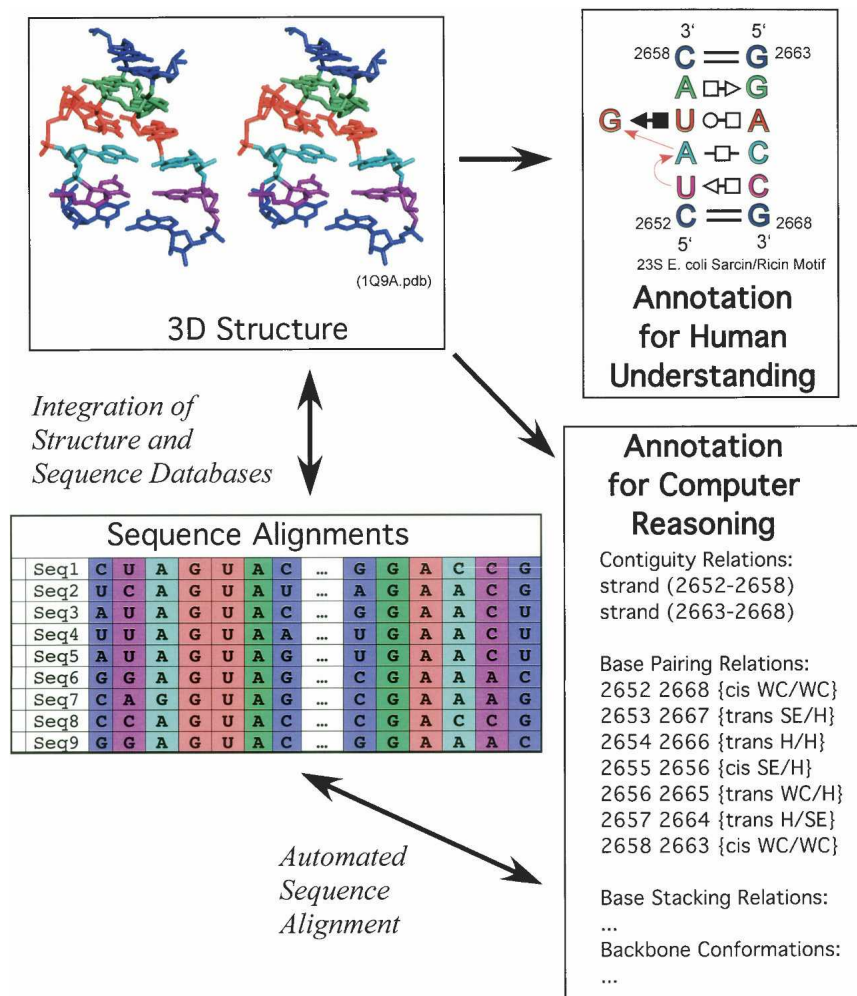 (1Q9A.pdb)
3D Structure
3‘ 5‘
2658 C G 2663
A G
G U A
A C
U C
2652 C G 2668
5‘ 3‘
23S E. coli Sarcin/Ricin Motif
Annotation
for Human
Understanding
Integration of
Structure and
Sequence Databases
Sequence Alignments
Seq1 C U A G U A C … G G A C C G
Seq2 U C A G U A U … A G A A C G
Seq3 A U A G U A C … G G A A C U
Seq4 U U A G U A A … U G A A C U
Seq5 A U A G U A G … U G A A C U
Seq6 G G A G U A C … G G A A A C
Seq7 C A G G U A C … C G A A A G
Seq8 C C A G U A C … C G A C C G
Seq9 G G A G U A C … G G A A A C
Automated
Sequence
Alignment
Annotation
for Computer
Reasoning
Contiguity Relations:
strand (2652-2658)
strand (2663-2668)
Base Pairing Relations:
2652 2668 {cis WC/WC}
2653 2667 {trans SE/H}
2654 2666 {trans H/H}
2655 2656 {cis SE/H}
2656 2665 {trans WC/H}
2657 2664 {trans H/SE}
2658 2663 {cis WC/WC}
Base Stacking Relations:
...
Backbone Conformations:
...